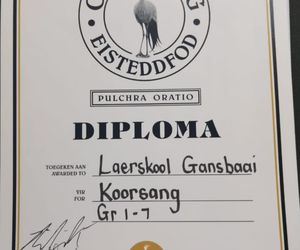 EISTEDDFOD
PULCHRA ORATIO
DIPLOMA
TOEGEKEN AAN
AWARDED TO
Laerskool Gansbaai
VIR
FOR
Koorsang
Gr 1-7